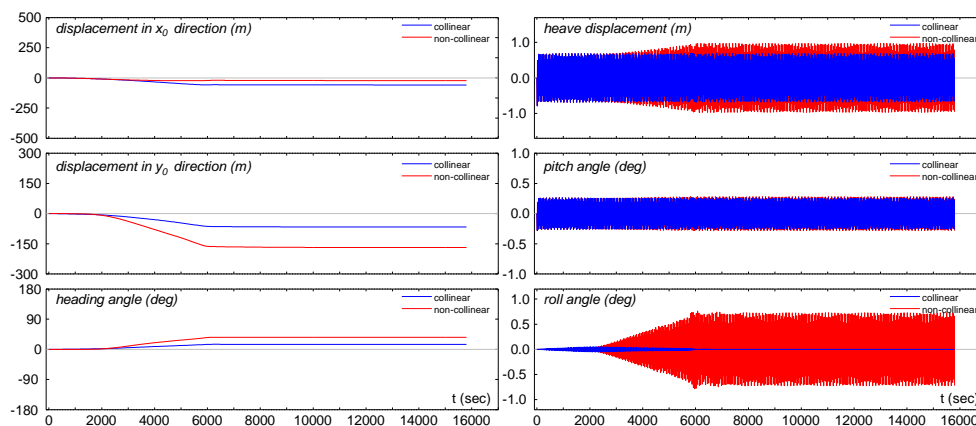 500
250
0
-250
-500
displacement in x0 direction (m)
collinear
non-collinear
300
150
0
-150
-300
displacement in y0 direction (m)
collinear
non-collinear
180
90
0
-90
-180
heading angle (deg)
collinear
non-collinear
t (sec)
0 2000 4000 6000 8000 10000 12000 14000 16000
1.0
0.0
-1.0
heave displacement (m)
collinear
non-collinear
1.0
0.5
0.0
-0.5
-1.0
pitch angle (deg)
collinear
non-collinear
1.0
0.5
0.0
-0.5
-1.0
roll angle (deg)
collinear
non-collinear
t (sec)
0 2000 4000 6000 8000 10000 12000 14000 16000